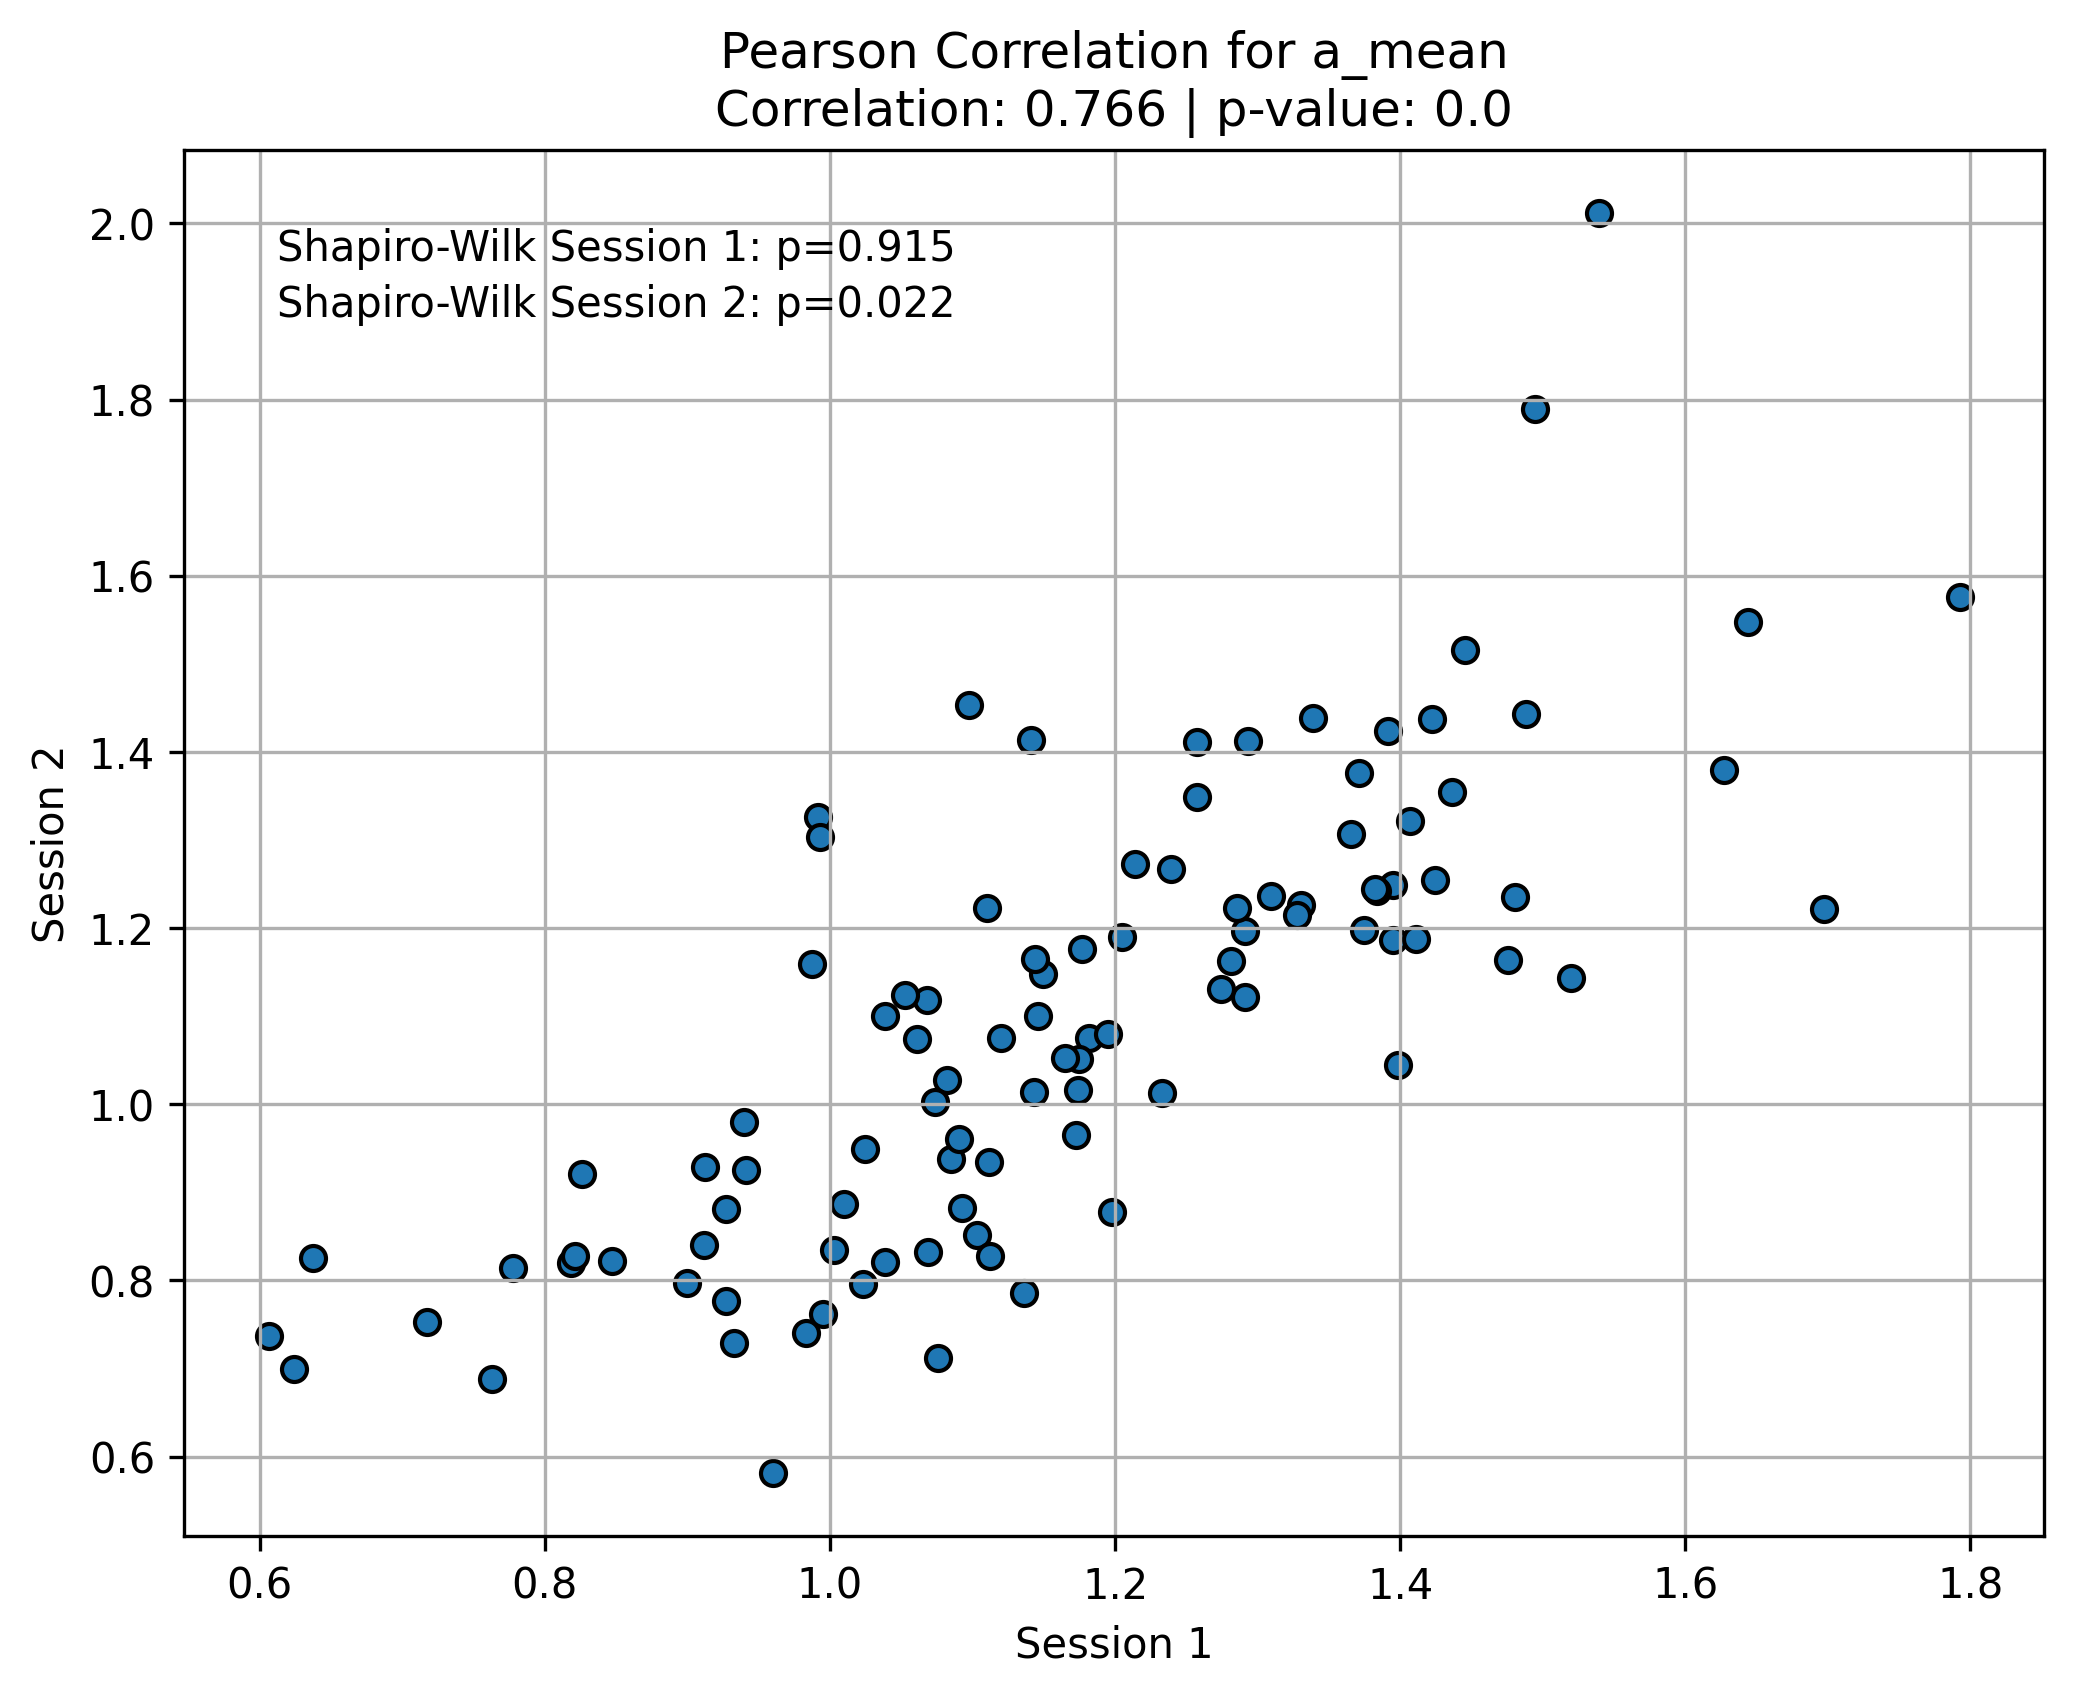 Pearson Correlation for a_mean
Correlation: 0.766 | p-value: 0.0
2.0
Shapiro-Wilk Session 1: p=0.915
Shapiro-Wilk Session 2: p=0.022
1.8
1.6
1.4
1.2
1.0
0.8
0.6
Session 2
0.6 0.8 1.0 1.2 1.4 1.6 1.8
Session 1